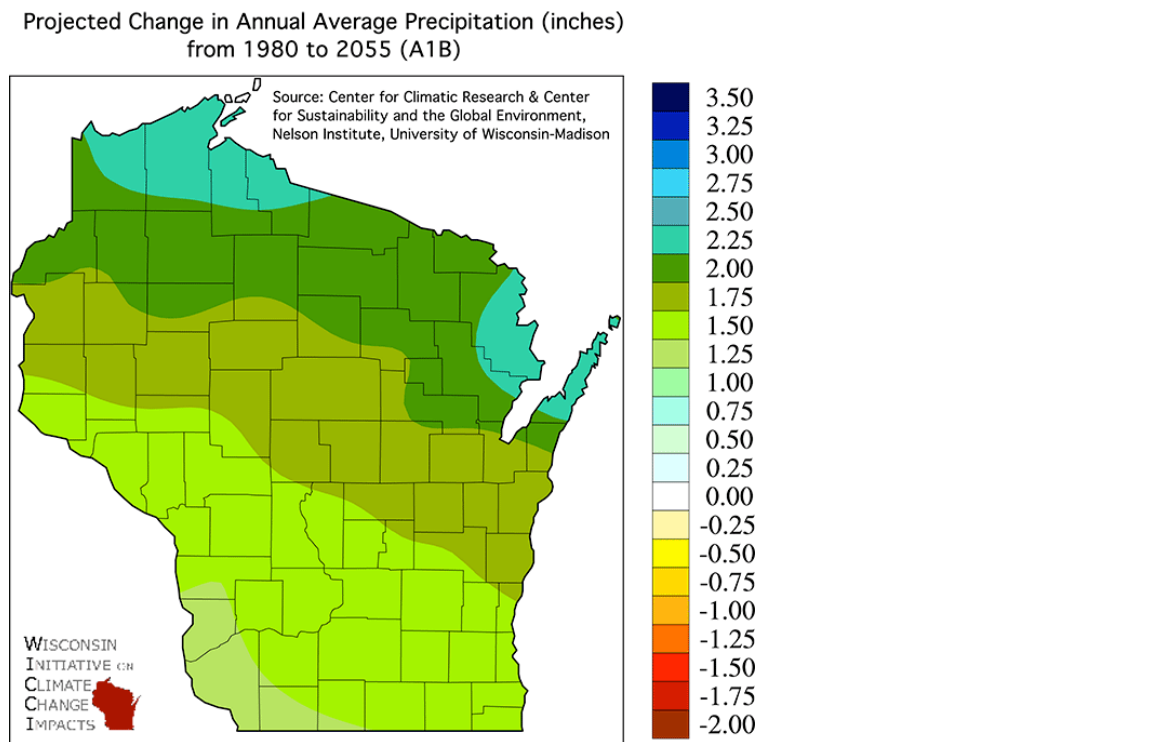 Projected Change in Annual Average Precipitation (inches)
from 1980 to 2055 (A1B)
Source: Center for Climatic Research & Center
for Sustainability and the Global Environment,
Nelson Institute, University of Wisconsin-Madison
3.50
3.25
3.00
2.75
2.50
2.25
2.00
1.75
1.50
1.25
1.00
0.75
0.50
0.25
0.00
-0.25
-0.50
-0.75
-1.00
-1.25
-1.50
-1.75
-2.00
WISCONSIN
INITIATIVE ON
CLIMATE
CHANGE
IMPACTS